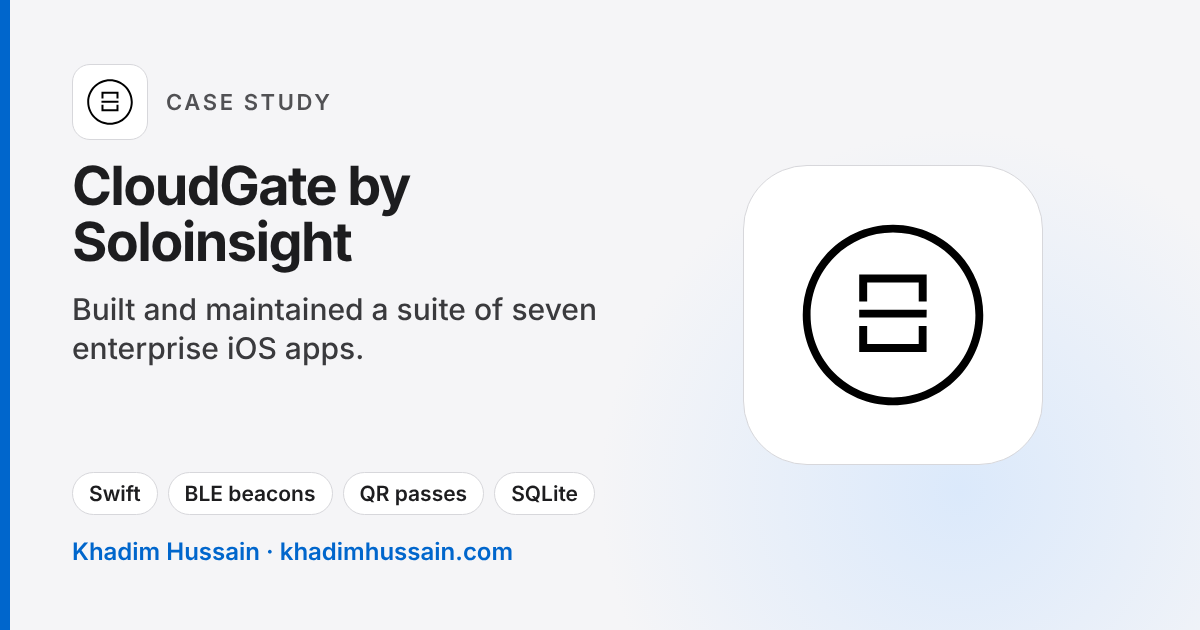 CASE STUDY
CloudGate by
Soloinsight
Built and maintained a suite of seven
enterprise iOS apps.
Swift
BLE beacons
QR passes
SQLite
Khadim Hussain · khadimhussain.com